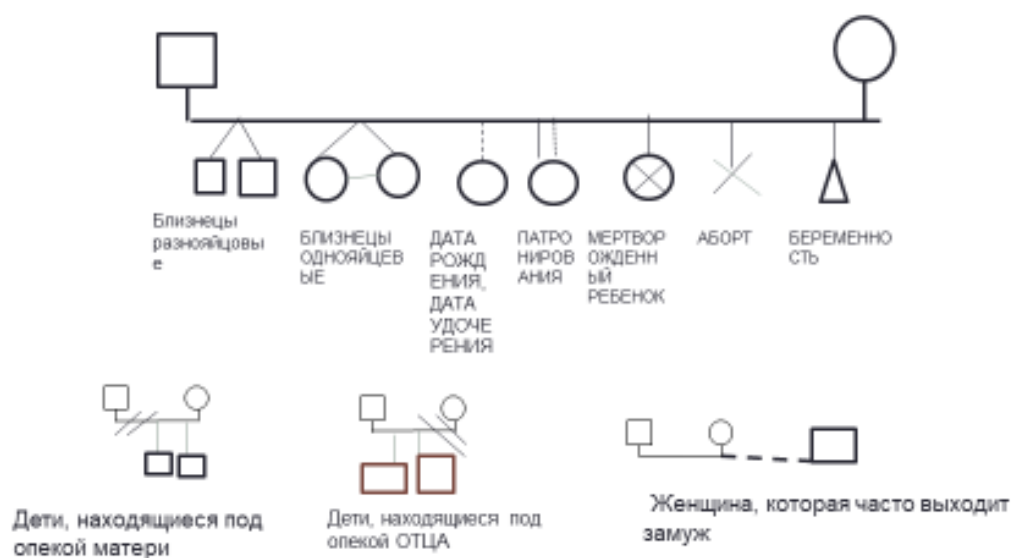 Близнецы
разнояйцовы
е
БЛИЗНЕЦЫ
ОДНОЯЙЦЕВ
ЫЕ
ДАТА
РОЖД
ЕНИЯ,
ДАТА
УДОЧЕ
РЕНИЯ
ПАТРО
НИРОВ
АНИЯ
МЕРТВОР
ОЖДЕНН
ЫЙ
РЕБЕНОК
АБОРТ
БЕРЕМЕННО
СТЬ
Дети, находящиеся под
опекой матери
Дети, находящиеся под
опекой ОТЦА
Женщина, которая часто выходит
замуж